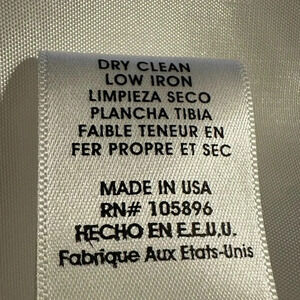 DRY CLEAN
LOW IRON
LIMPIEZA SECO
PLANCHA TIBIA
FAIBLE TENEUR EN
FER PROPRE ET SEC
MADE IN USA
RN# 105896
HECHO EN E.E.U.U.
Fabrique Aux Etats-Unis